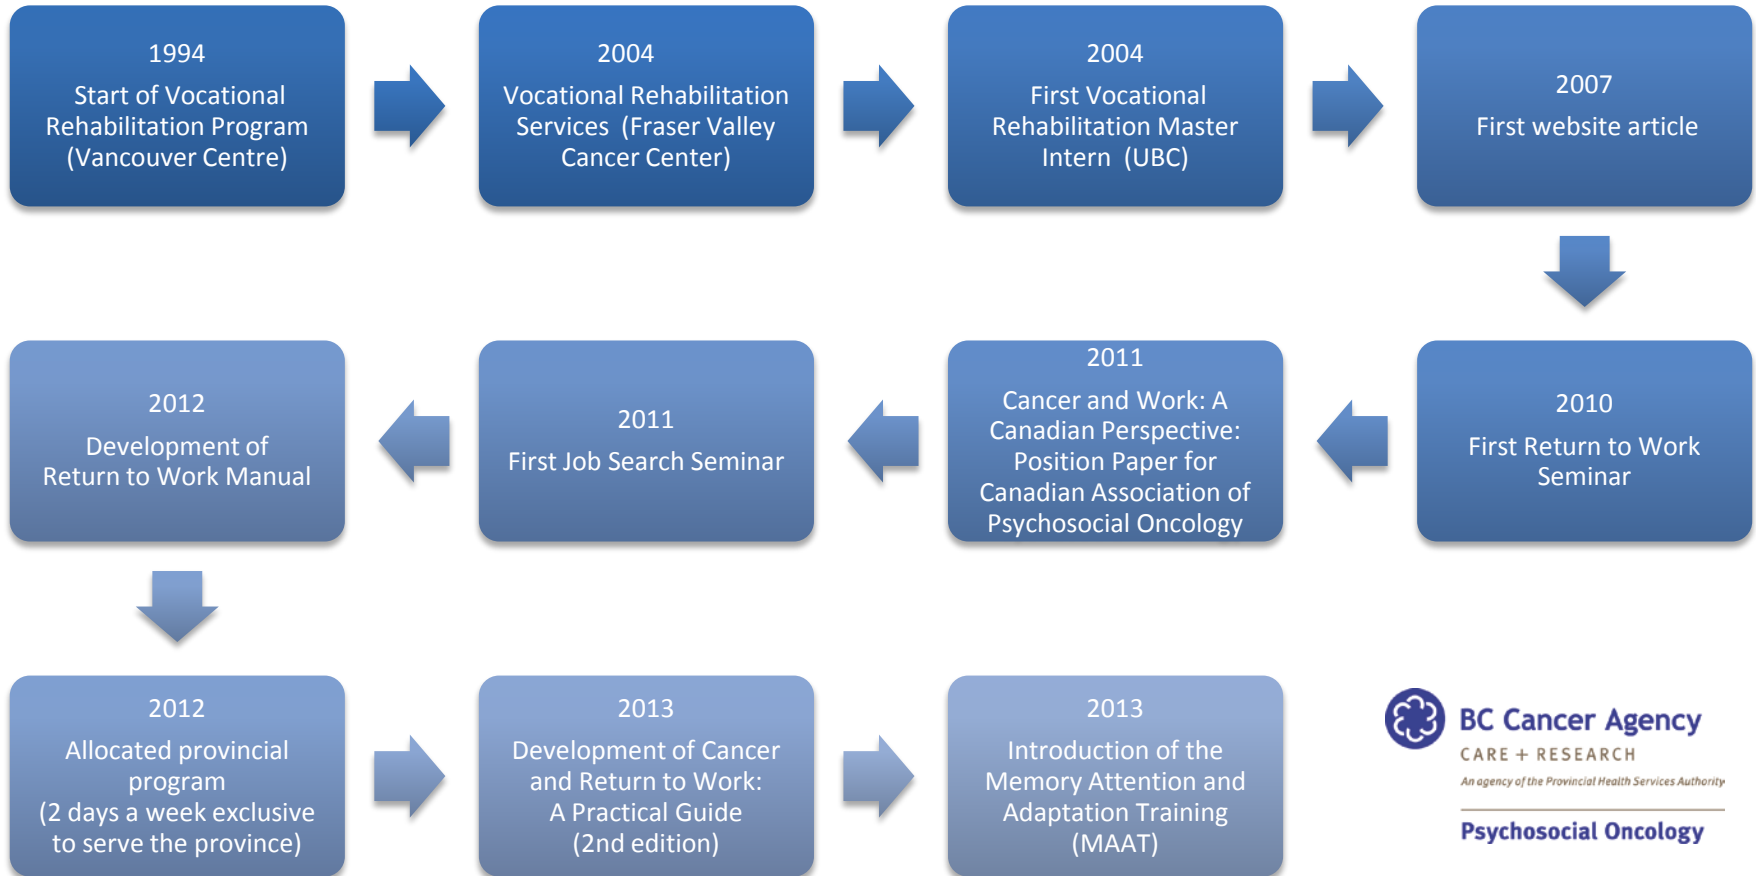 1994
Start of Vocational
Rehabilitation Program
(Vancouver Centre)
2004
Vocational Rehabilitation
Services (Fraser Valley
Cancer Center)
2004
First Vocational
Rehabilitation Master
Intern (UBC)
2007
First website article
2010
First Return to Work
Seminar
2011
Cancer and Work: A
Canadian Perspective:
Position Paper for
Canadian Association of
Psychosocial Oncology
2011
First Job Search Seminar
2012
Development of
Return to Work Manual
2012
Allocated provincial
program
(2 days a week exclusive
to serve the province)
2013
Development of Cancer
and Return to Work:
A Practical Guide
(2nd edition)
2013
Introduction of the
Memory Attention and
Adaptation Training
(MAAT)
BC Cancer Agency
CARE + RESEARCH
An agency of the Provincial Health Services Authority
Psychosocial Oncology